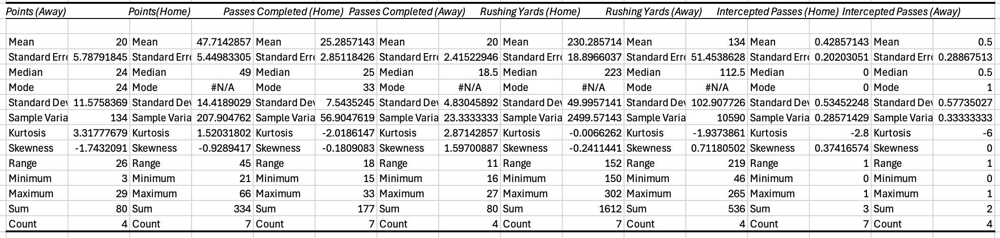 Points (Away) Points(Home) Passes Completed (Home) Passes Completed (Away) Rushing Yards (Home) Rushing Yards (Away) Intercepted Passes (Home) Intercepted Passes (Away)
Mean 20 Mean 47.7142857 Mean 25.2857143 Mean 20 Mean 230.285714 Mean 134 Mean 0.42857143 Mean 0.5
Standard Erro 5.78791845 Standard Erro 5.44983305 Standard Erro 2.85118426 Standard Erro 2.41522946 Standard Erro 18.8966037 Standard Erro 51.4538628 Standard Erro 0.20203051 Standard Erro 0.28867513
Median 24 Median 49 Median 25 Median 18.5 Median 223 Median 112.5 Median 0 Median 0.5
Mode 24 Mode #N/A Mode 33 Mode #N/A Mode #N/A Mode #N/A Mode 0 Mode 1
Standard Dev 11.5758369 Standard Dev 14.4189029 Standard Dev 7.5435245 Standard Dev 4.83045892 Standard Dev 49.9957141 Standard Dev 102.907726 Standard Dev 0.53452248 Standard Dev 0.57735027
Sample Varia 134 Sample Varia 207.904762 Sample Varia 56.9047619 Sample Varia 23.3333333 Sample Varia 2499.57143 Sample Varia 10590 Sample Varia 0.28571429 Sample Varia 0.33333333
Kurtosis 3.31777679 Kurtosis 1.52031802 Kurtosis -2.0186147 Kurtosis 2.87142857 Kurtosis -0.0066262 Kurtosis -1.9373861 Kurtosis -2.8 Kurtosis -6
Skewness -1.7432091 Skewness -0.9289417 Skewness -0.1809083 Skewness 1.59700887 Skewness -0.2411441 Skewness 0.71180502 Skewness 0.37416574 Skewness 0
Range 26 Range 45 Range 18 Range 11 Range 152 Range 219 Range 1 Range 1
Minimum 3 Minimum 21 Minimum 15 Minimum 16 Minimum 150 Minimum 46 Minimum 0 Minimum 0
Maximum 29 Maximum 66 Maximum 33 Maximum 27 Maximum 302 Maximum 265 Maximum 1 Maximum 1
Sum 80 Sum 334 Sum 177 Sum 80 Sum 1612 Sum 536 Sum 3 Sum 2
Count 4 Count 7 Count 7 Count 4 Count 7 Count 4 Count 7 Count 4